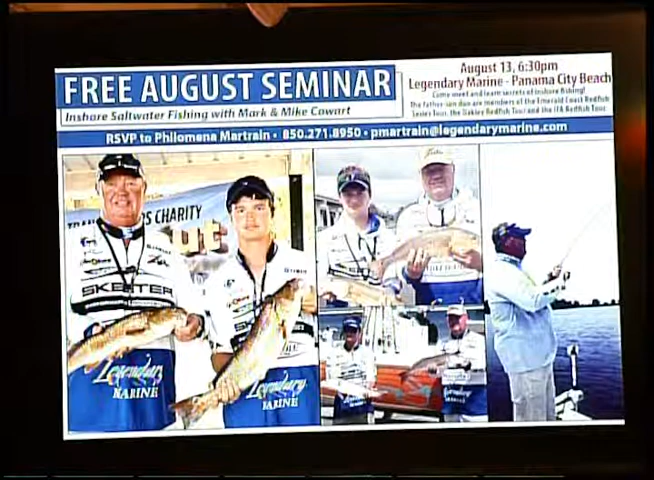 FREE AUGUST SEMINAR
Inshore Saltwater Fishing with Mark & Mike Cowart
August 13, 6:30pm
Legendary Marine - Panama City Beach
Come meet and learn secrets of inshore fishing!
The father-son duo are members of the Emerald Coast Redfish
Series Tour, the Oakley Redfish Tour and the IFA Redfish Tour.
RSVP to Philomena Martrain • 850.271.8950 • pmartrain@legendarymarine.com
CHARITY
SKEETER
Legendary
MARINE
Legendary
MARINE